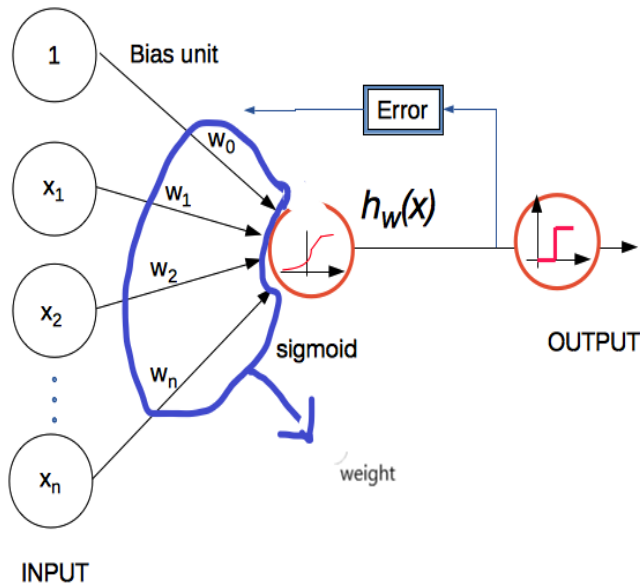 1
Bias unit
Error
w0
x1
w1
hw(x)
w2
x2
OUTPUT
sigmoid
wn
xn
weight
INPUT